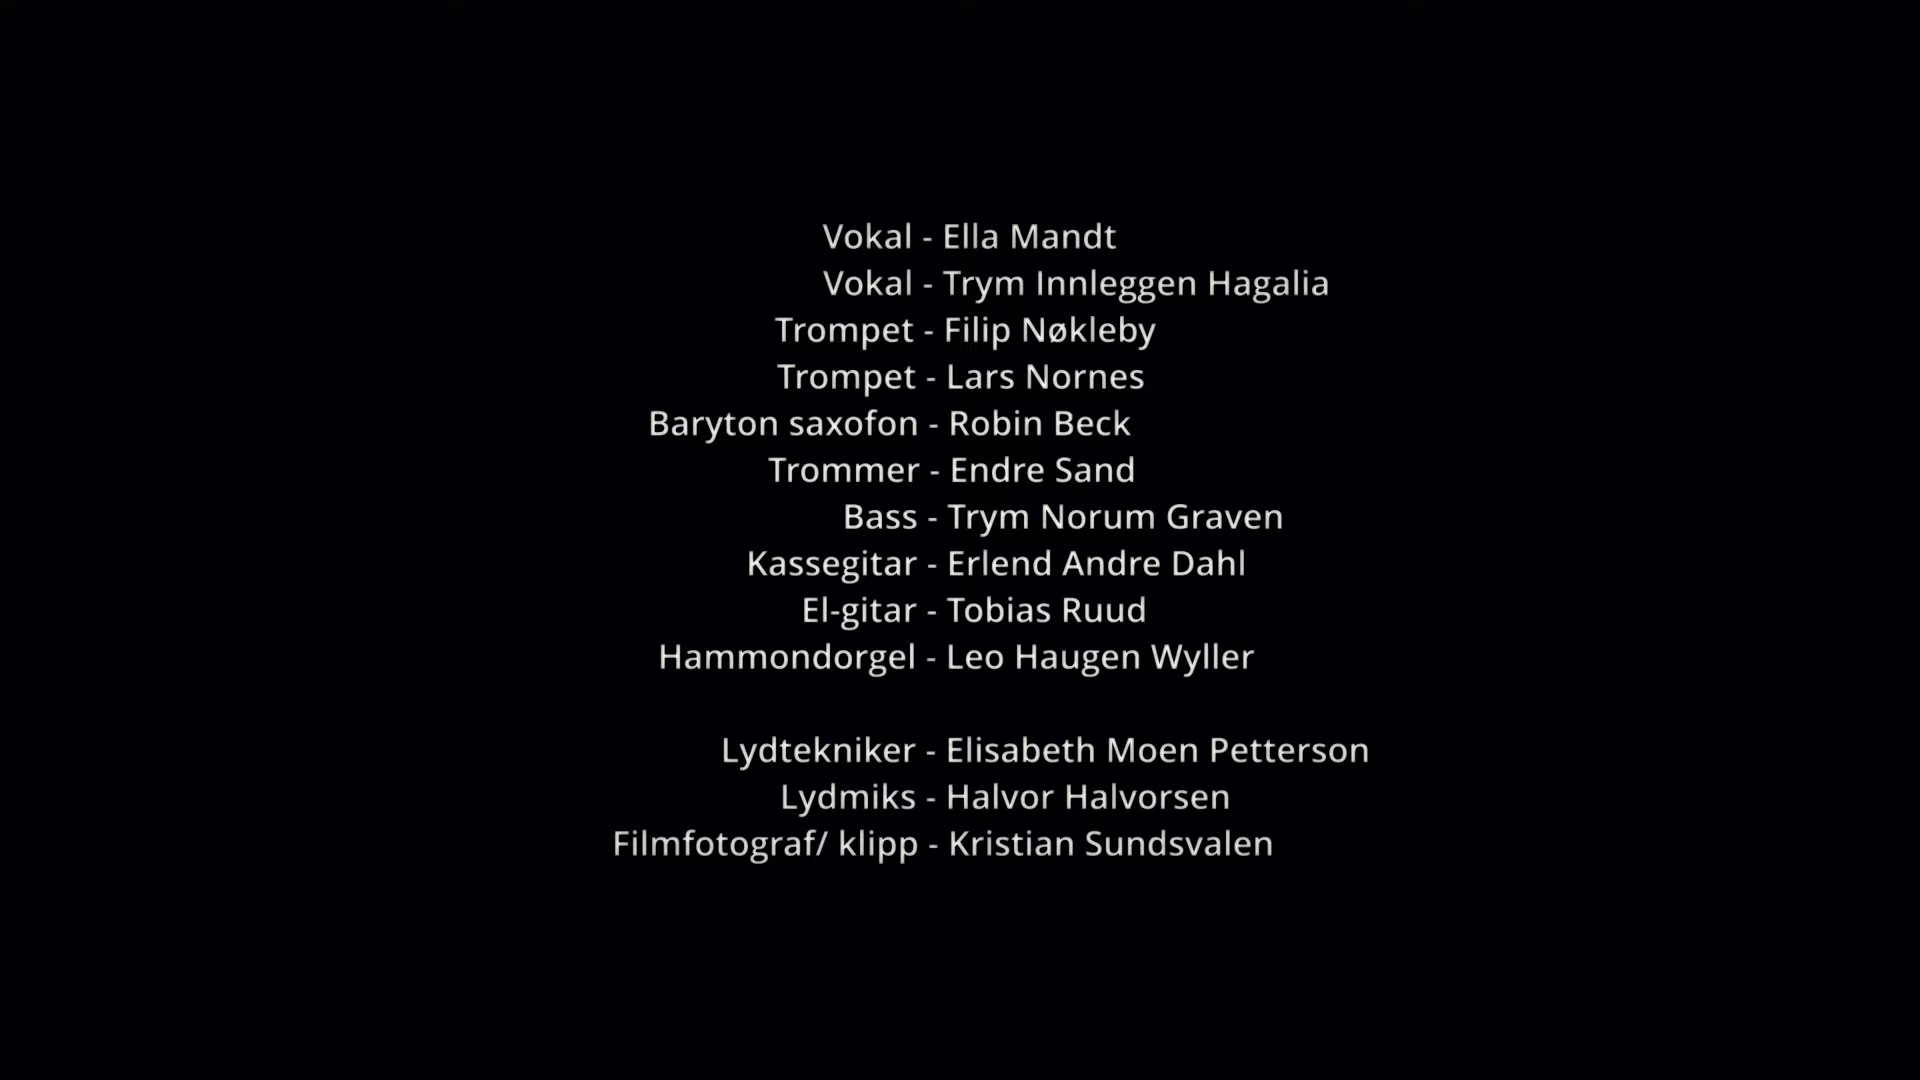 Vokal - Ella Mandt
Vokal - Trym Innleggen Hagalia
Trompet - Filip Nøkleby
Trompet - Lars Nornes
Baryton saxofon - Robin Beck
Trommer - Endre Sand
Bass - Trym Norum Graven
Kassegitar - Erlend Andre Dahl
El-gitar - Tobias Ruud
Hammondorgel - Leo Haugen Wyller
Lydtekniker - Elisabeth Moen Petterson
Lydmiks - Halvor Halvorsen
Filmfotograf/ klipp - Kristian Sundsvalen